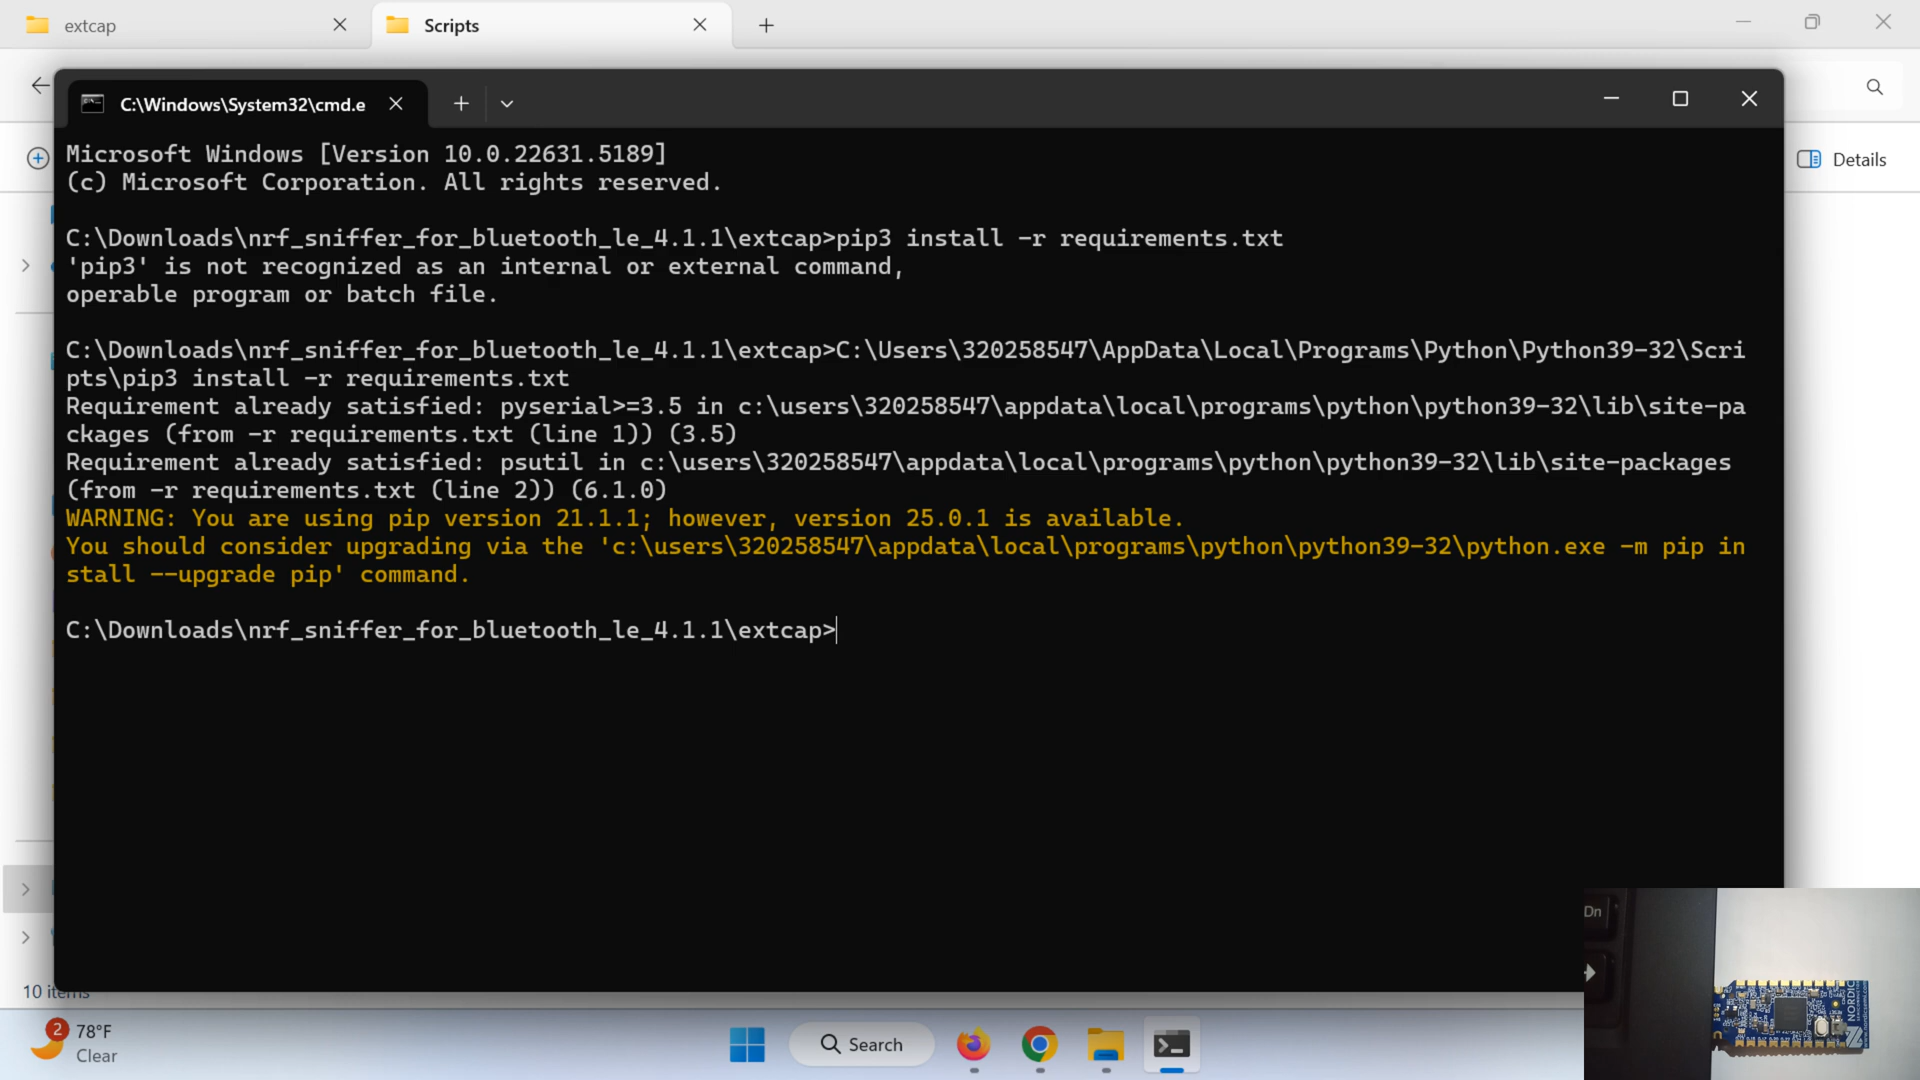 extcap
Scripts
C:\Windows\System32\cmd.e
Details
Microsoft Windows [Version 10.0.22631.5189]
(c) Microsoft Corporation. All rights reserved.
C:\Downloads\nrf_sniffer_for_bluetooth_le_4.1.1\extcap>pip3 install -r requirements.txt
'pip3' is not recognized as an internal or external command,
operable program or batch file.
C:\Downloads\nrf_sniffer_for_bluetooth_le_4.1.1\extcap>C:\Users\320258547\AppData\Local\Programs\Python\Python39-32\Scri
pts\pip3 install -r requirements.txt
Requirement already satisfied: pyserial>=3.5 in c:\users\320258547\appdata\local\programs\python\python39-32\lib\site-pa
ckages (from -r requirements.txt (line 1)) (3.5)
Requirement already satisfied: psutil in c:\users\320258547\appdata\local\programs\python\python39-32\lib\site-packages
(from -r requirements.txt (line 2)) (6.1.0)
WARNING: You are using pip version 21.1.1; however, version 25.0.1 is available.
You should consider upgrading via the 'c:\users\320258547\appdata\local\programs\python\python39-32\python.exe -m pip in
stall --upgrade pip' command.
C:\Downloads\nrf_sniffer_for_bluetooth_le_4.1.1\extcap>
Dn
NORDIC
10 items
2
78°F
Clear
Search